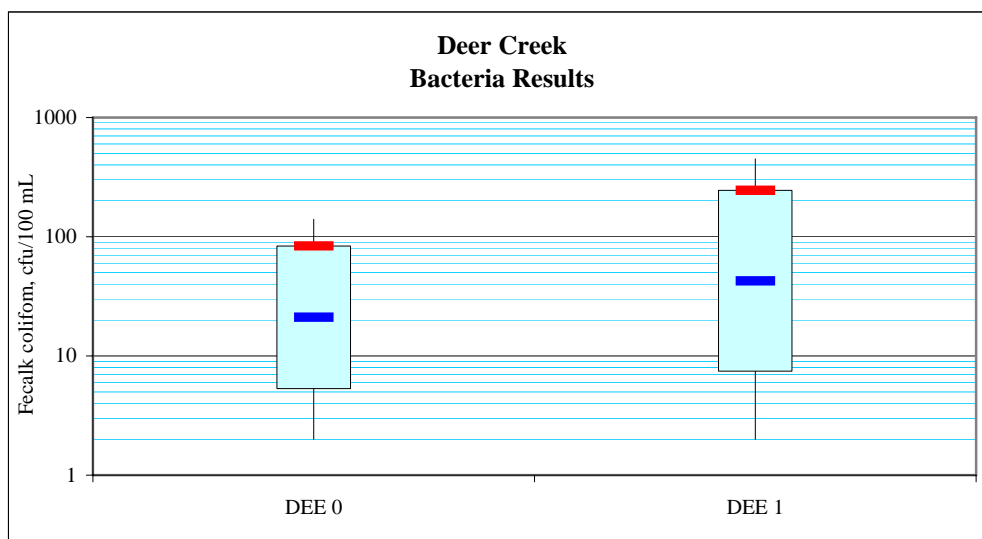 Deer Creek
Bacteria Results
Fecalk colifom, cfu/100 mL
1000
100
10
1
DEE 0
DEE 1